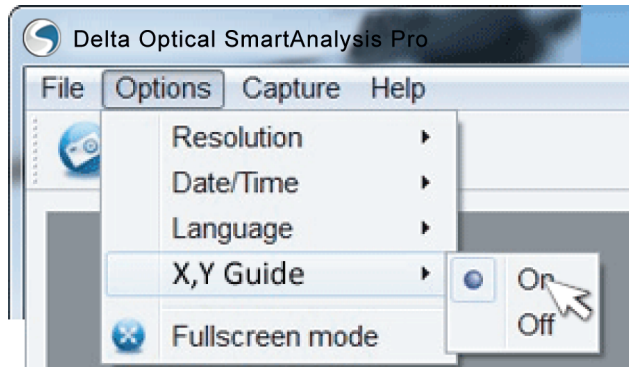 Delta Optical SmartAnalysis Pro
File Options Capture Help
Resolution
Date/Time
Language
X,Y Guide
On
Off
Fullscreen mode